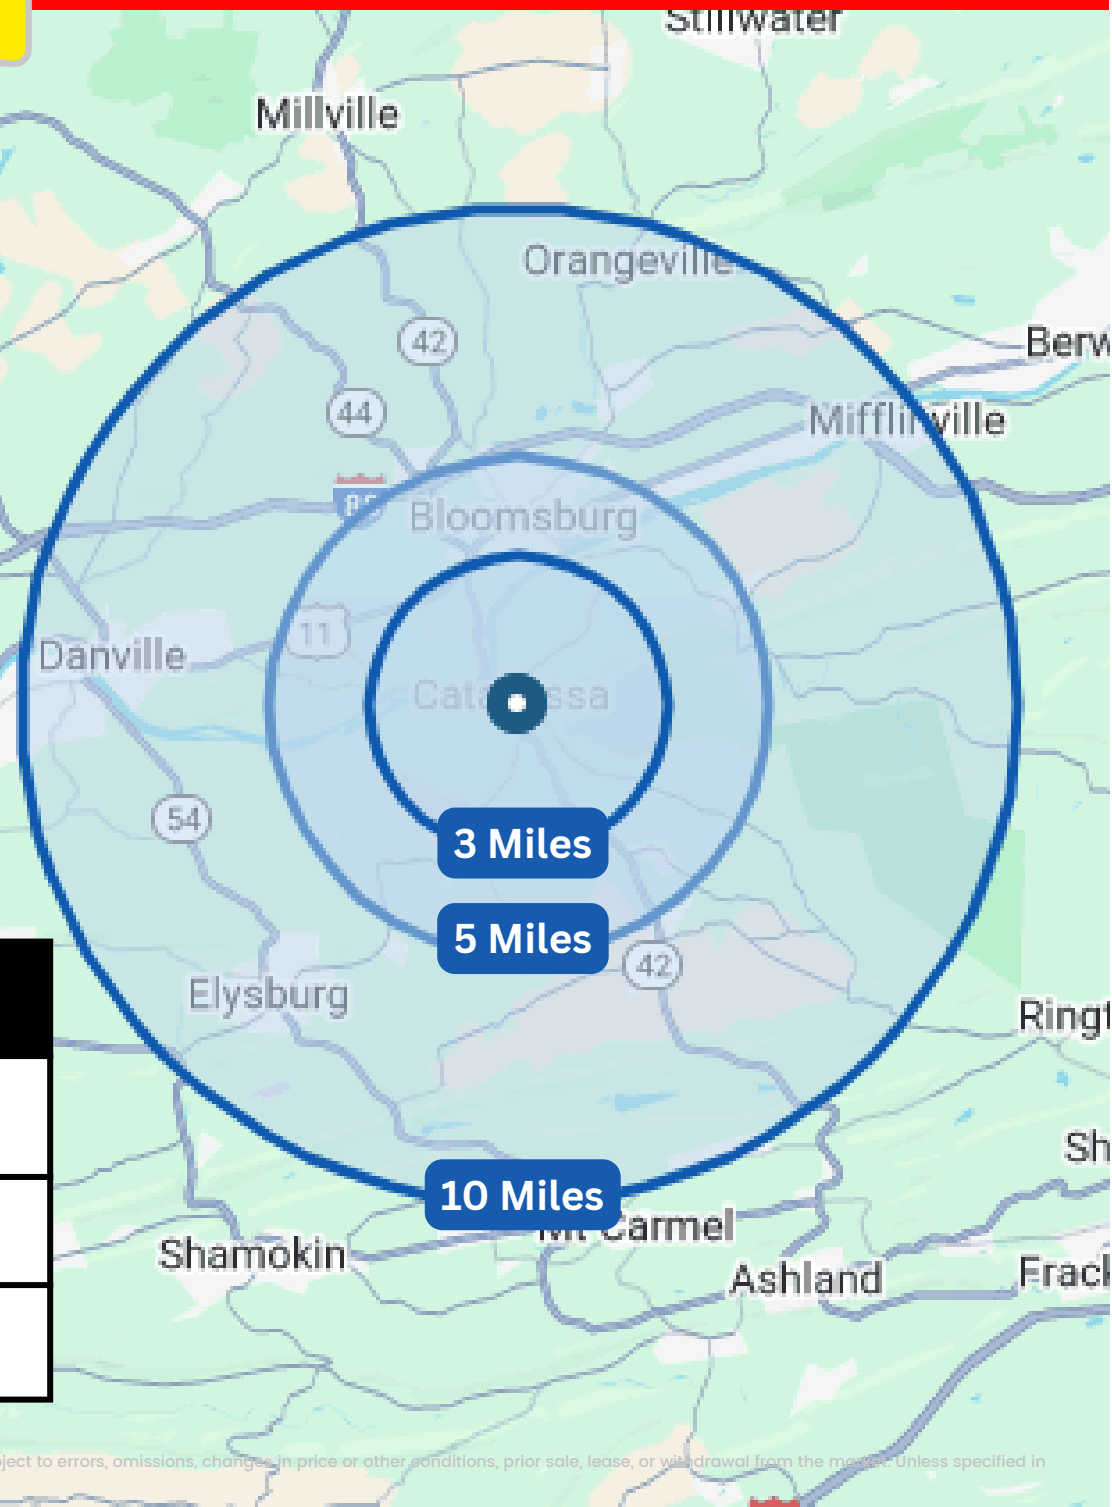 Stillwater
Millville
Orangeville
42
Berw
44
Mifflinville
Bloomsburg
11
Danville
54
3 Miles
5 Miles
42
Elysburg
Ringt
Sh
10 Miles
Mt Carmel
Shamokin
Ashland
Frack
ject to errors, omissions, changes in price or other conditions, prior sale, lease, or withdrawal from the market. Unless specified in